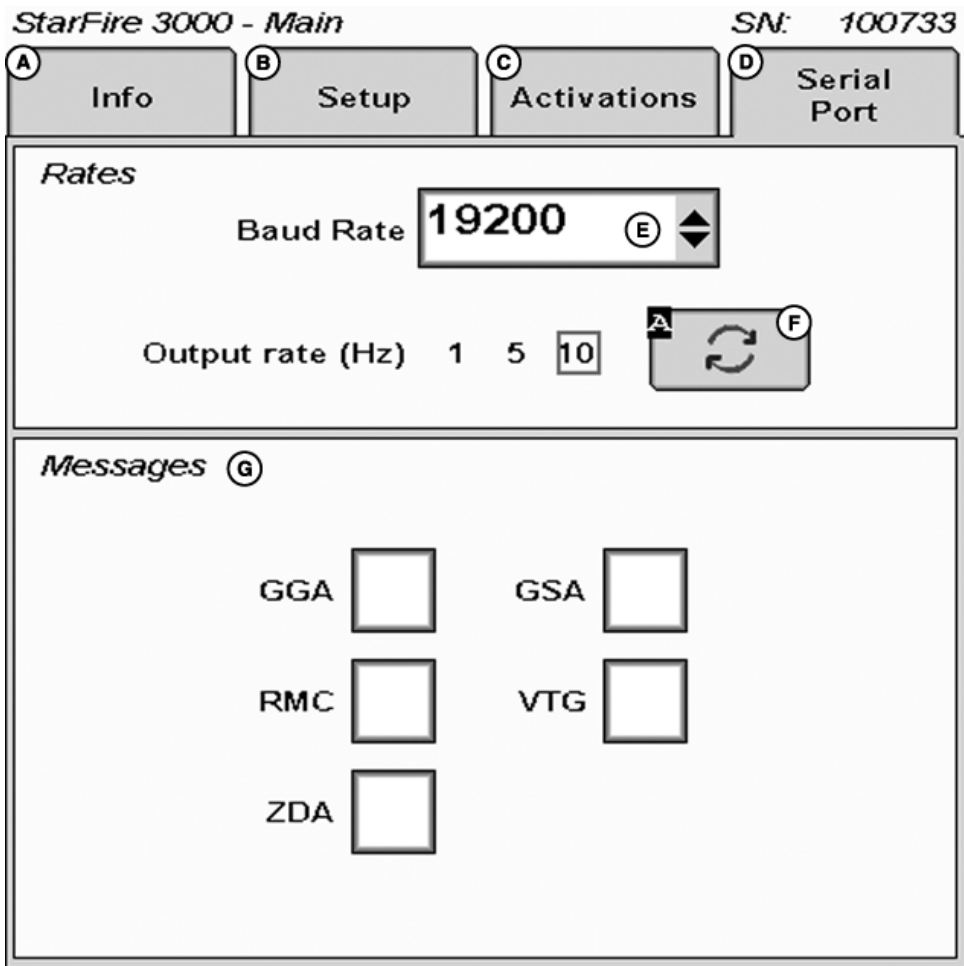 StarFire 3000 - Main SN: 100733
A Info B Setup C Activations D Serial Port
Rates
Baud Rate 19200 E
Output rate (Hz) 1 5 10 A F
Messages G
GGA GSA
RMC VTG
ZDA